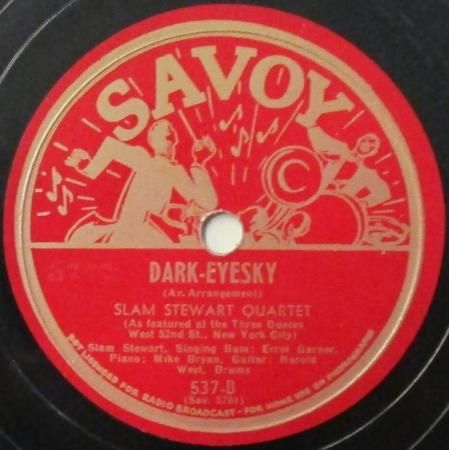 SAVOY
DARK-EYESKY
(Ar. Arrangement)
SLAM STEWART QUARTET
(As featured at the Three Deuces
West 52nd St., New York City)
Slam Stewart, Singing Bass; Errol Garner,
Piano; Mike Bryan, Guitar; Harold
West, Drums
537-B
(Sav. 5761)
NOT LICENSED FOR RADIO BROADCAST - FOR HOME USE ON PHONOGRAPHS